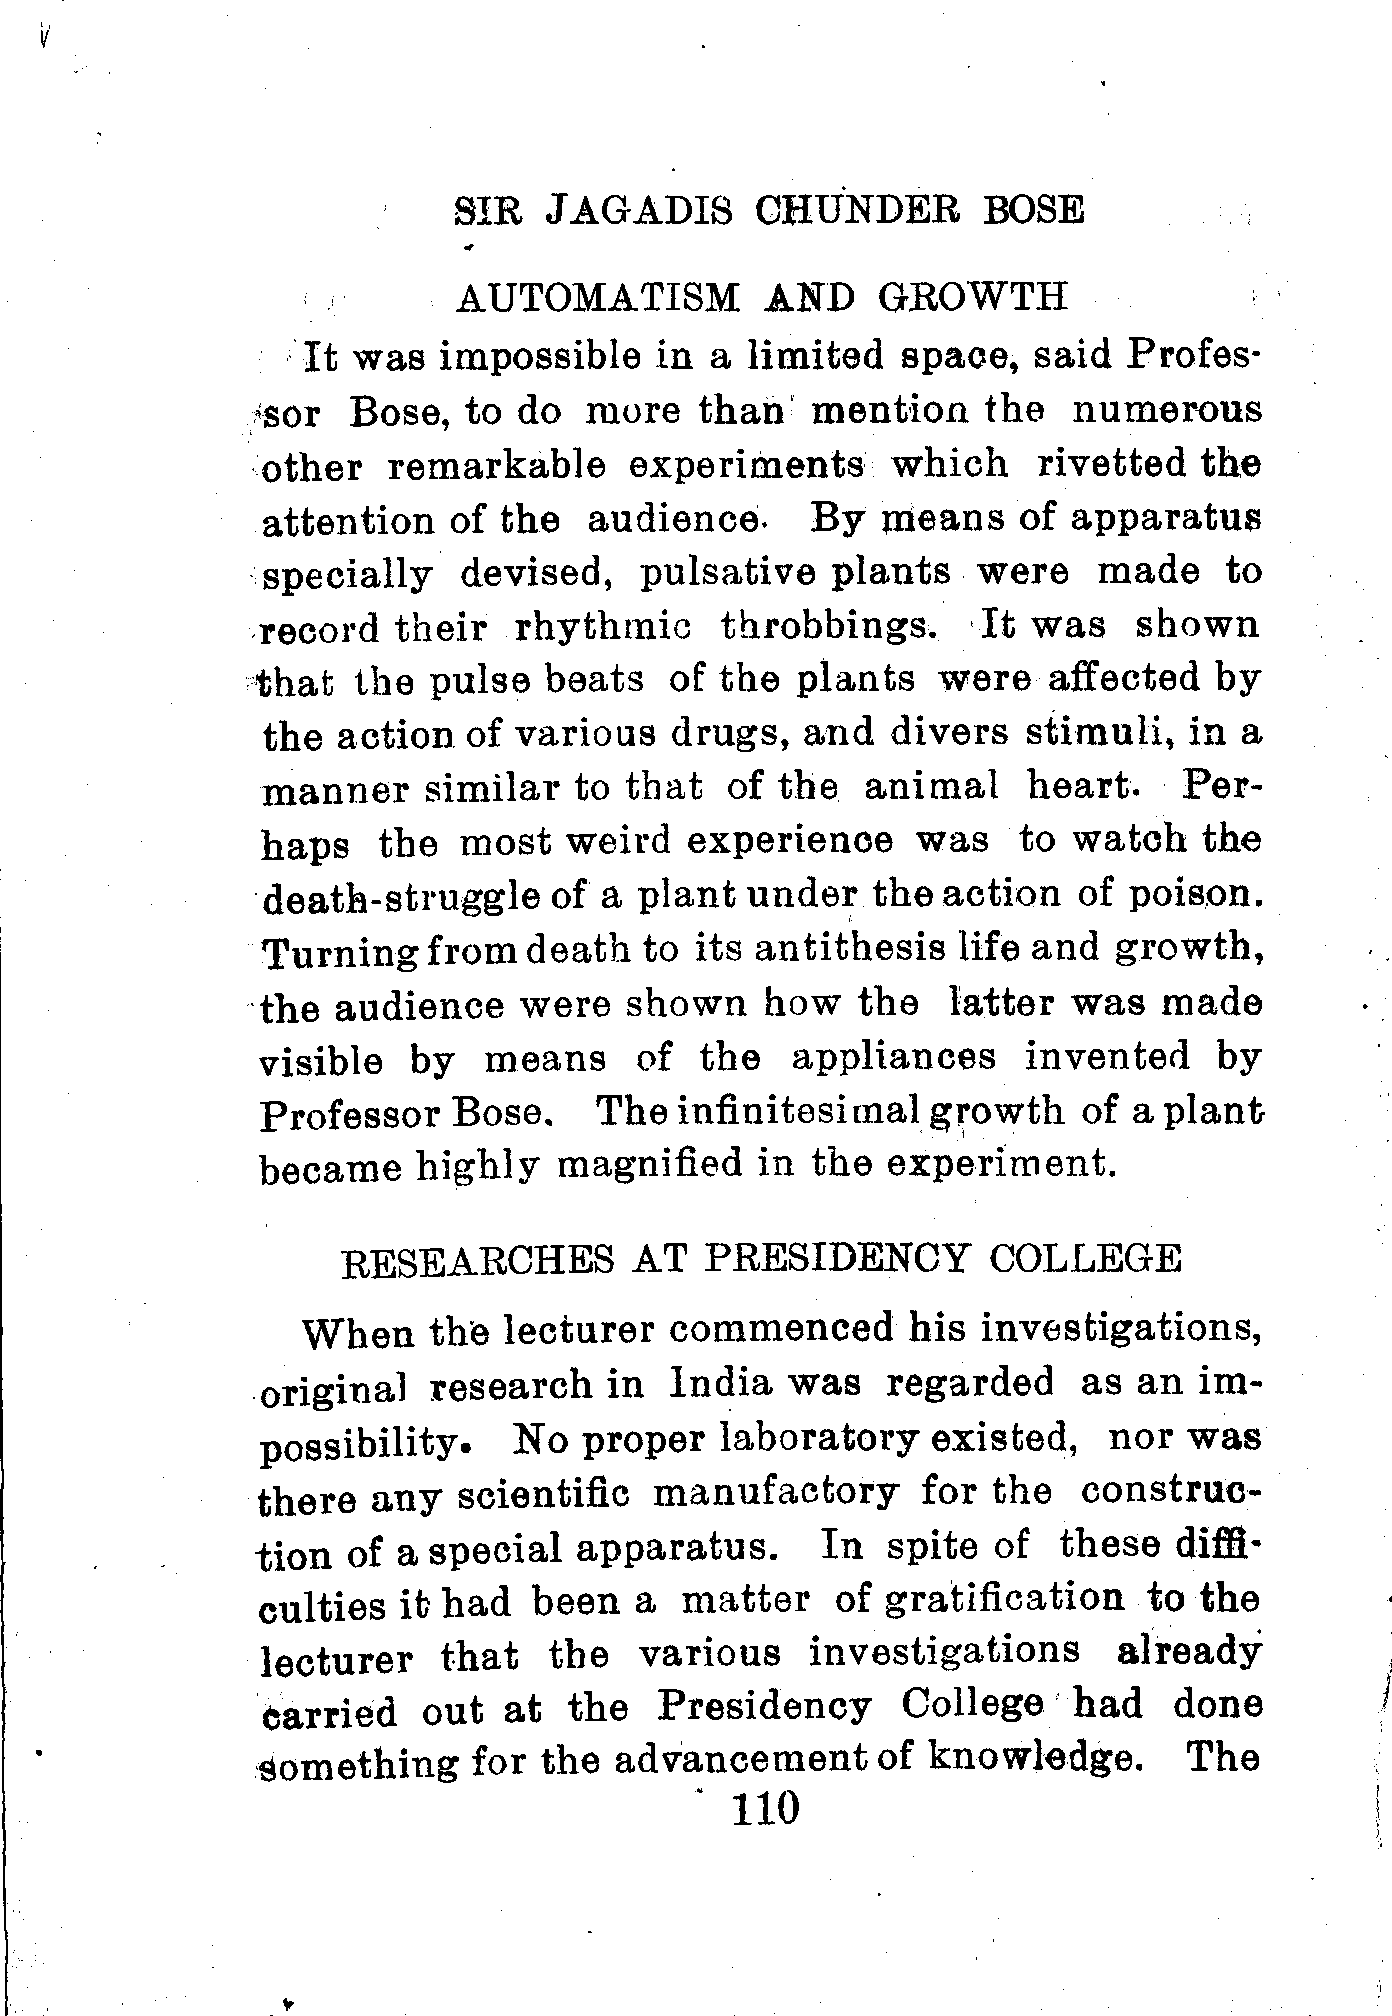 SIR JAGADIS CHUNDER BOSE
AUTOMATISM AND GROWTH
It was impossible in a limited space, said Profes-
sor Bose, to do more than mention the numerous
other remarkable experiments which rivetted the
attention of the audience. By means of apparatus
specially devised, pulsative plants were made to
record their rhythmic throbbings. It was shown
that the pulse beats of the plants were affected by
the action of various drugs, and divers stimuli, in a
manner similar to that of the animal heart. Per-
haps the most weird experience was to watch the
death-struggle of a plant under the action of poison.
Turning from death to its antithesis life and growth,
the audience were shown how the latter was made
visible by means of the appliances invented by
Professor Bose. The infinitesimal growth of a plant
became highly magnified in the experiment.
RESEARCHES AT PRESIDENCY COLLEGE
When the lecturer commenced his investigations,
original research in India was regarded as an im-
possibility. No proper laboratory existed, nor was
there any scientific manufactory for the construc-
tion of a special apparatus. In spite of these diffi-
culties it had been a matter of gratification to the
lecturer that the various investigations already
carried out at the Presidency College had done
something for the advancement of knowledge. The
110